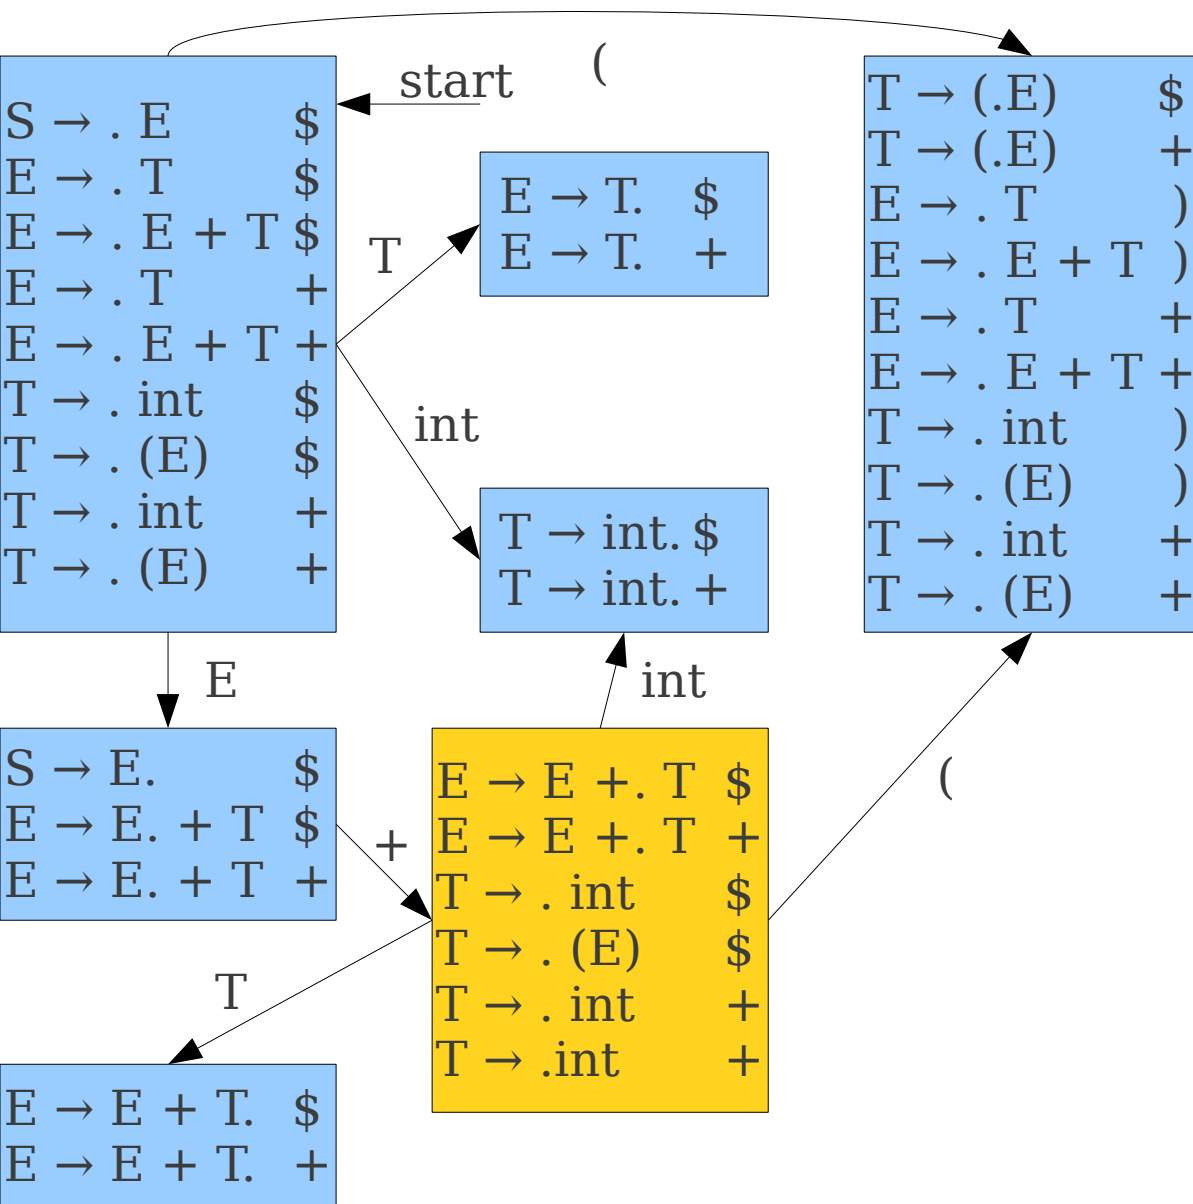 (
start
S → . E $
E → . T $
E → . E + T $
E → . T +
E → . E + T +
T → . int $
T → . (E) $
T → . int +
T → . (E) +
T
E → T. $
E → T. +
int
T → int. $
T → int. +
T → (.E) $
T → (.E) +
E → . T )
E → . E + T )
E → . T +
E → . E + T +
T → . int )
T → . (E) )
T → . int +
T → . (E) +
E
int
(
S → E. $
E → E. + T $
E → E. + T +
+
E → E +. T $
E → E +. T +
T → . int $
T → . (E) $
T → . int +
T → .int +
T
E → E + T. $
E → E + T. +